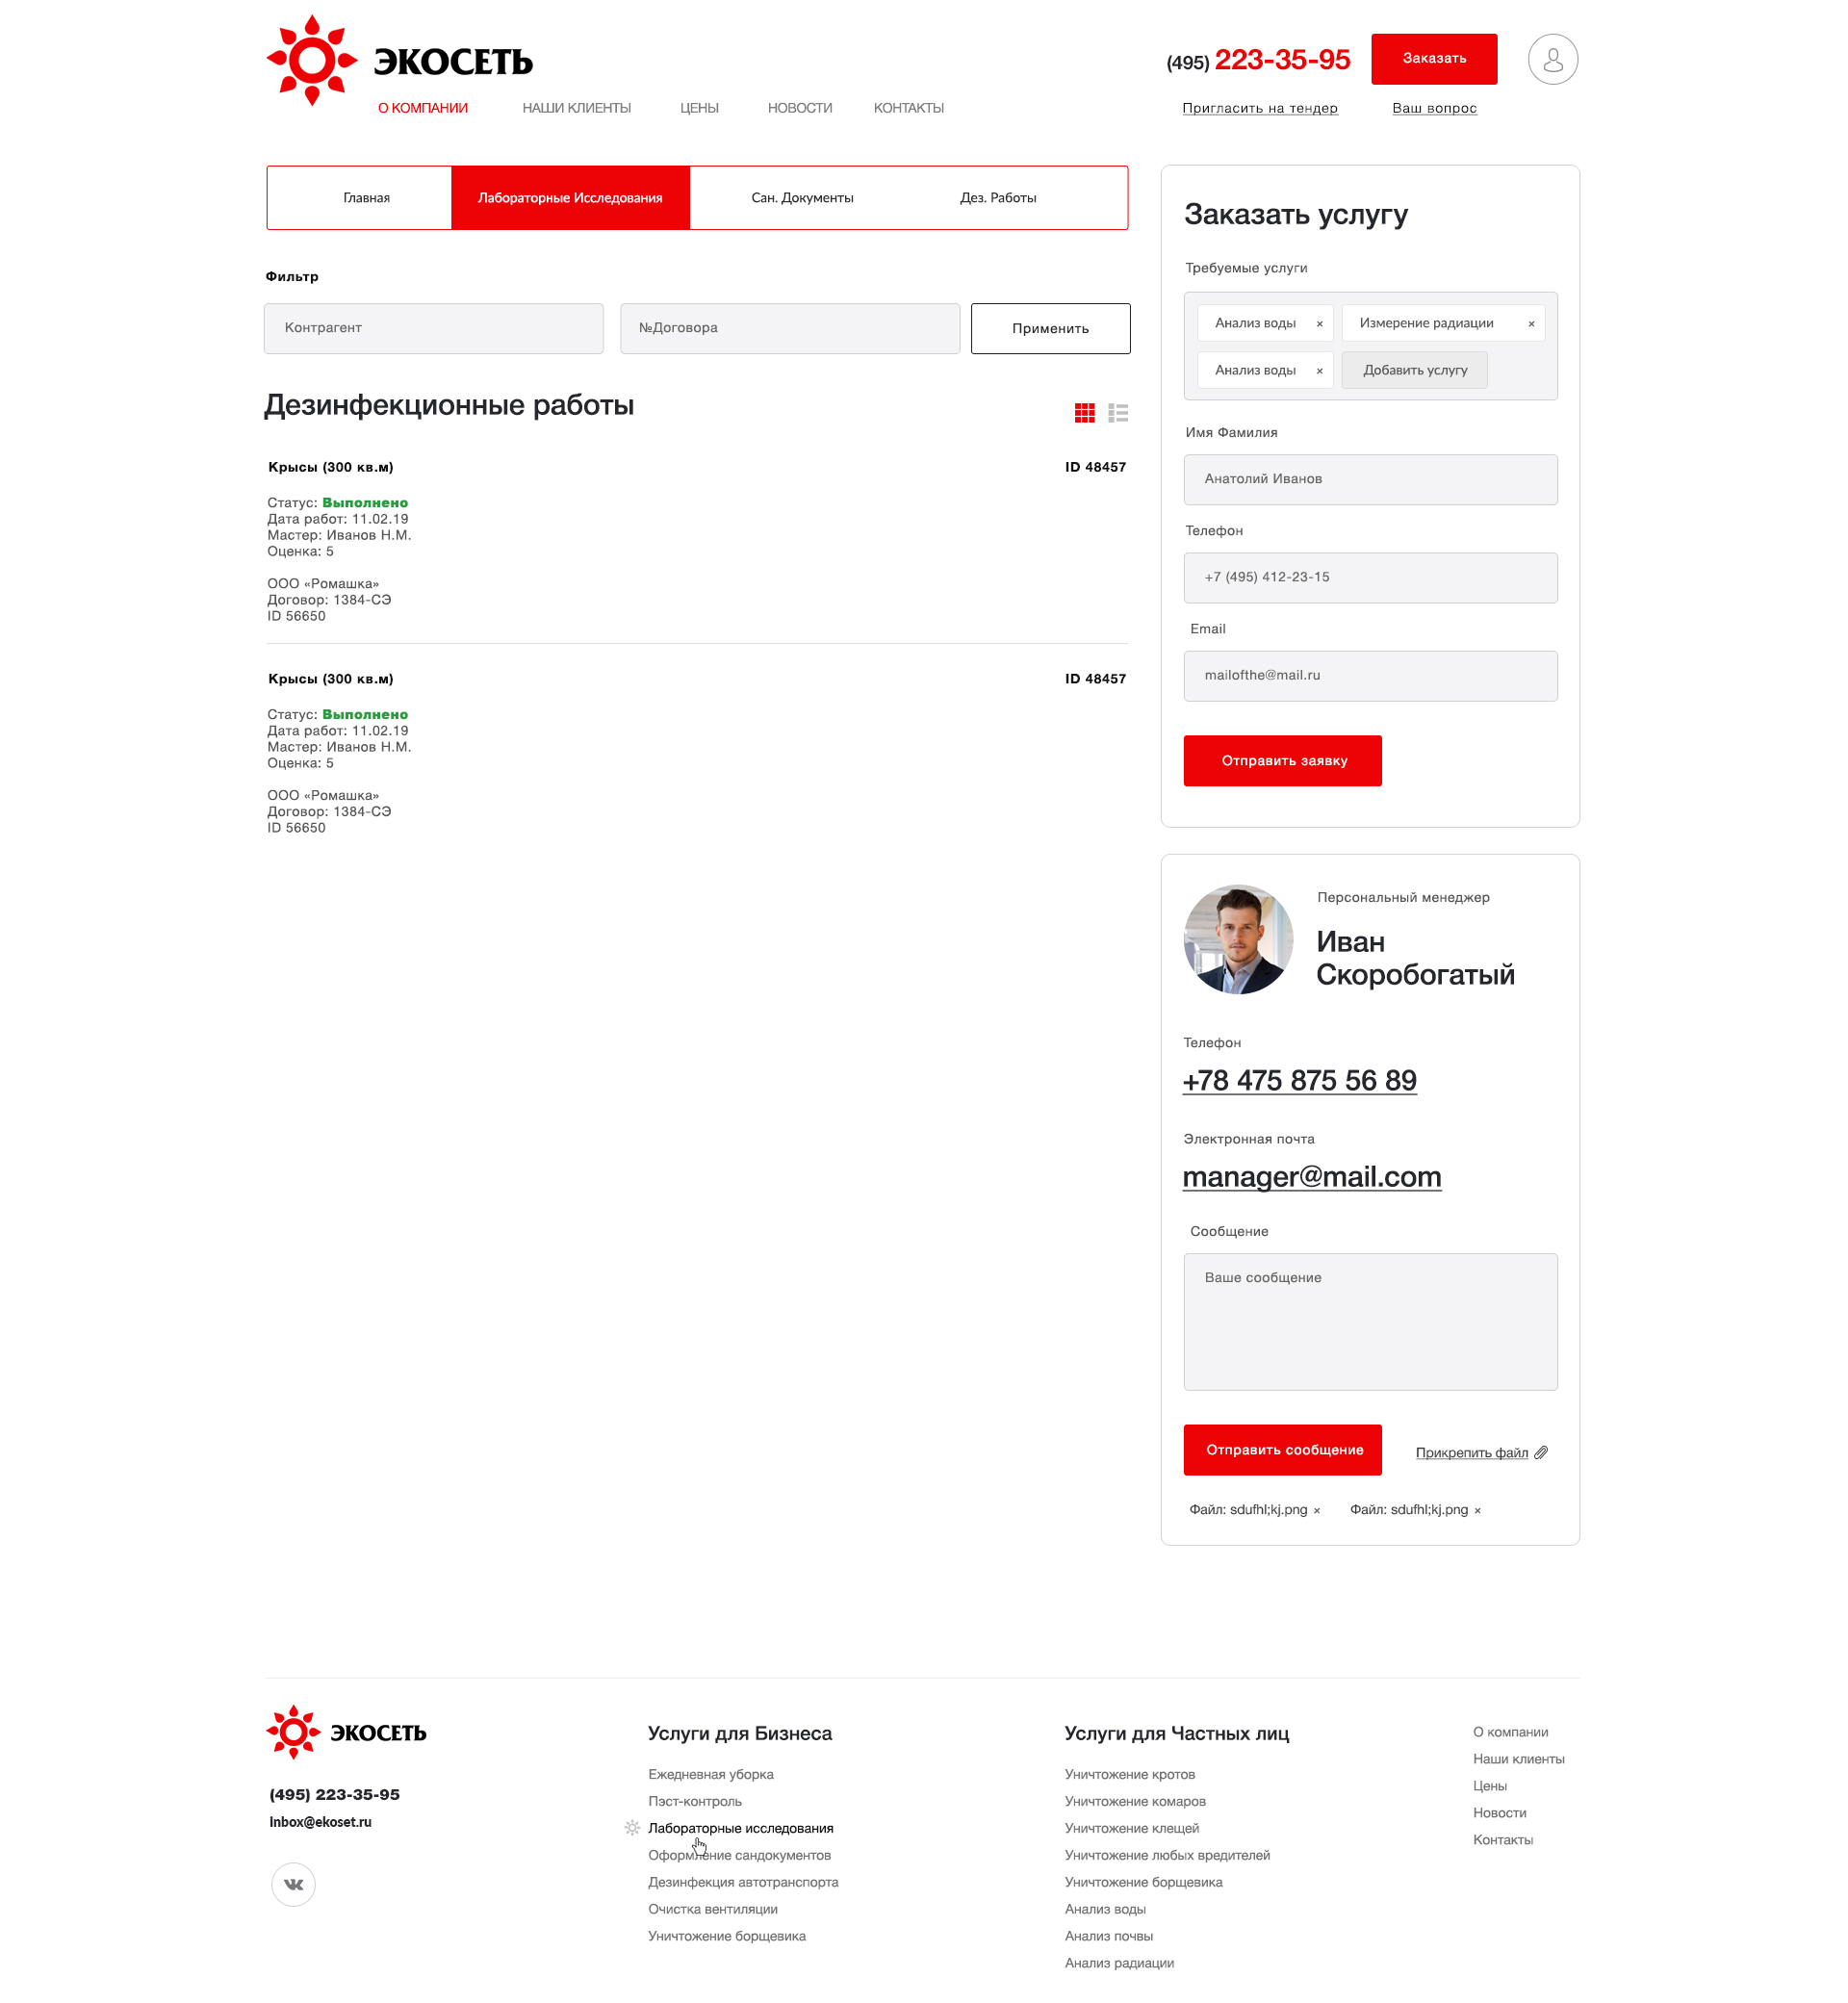 ЭКОСЕТЬ
(495) 223-35-95
Заказать
О КОМПАНИИ
НАШИ КЛИЕНТЫ
ЦЕНЫ
НОВОСТИ
КОНТАКТЫ
Пригласить на тендер
Ваш вопрос
Главная
Лабораторные Исследования
Сан. Документы
Дез. Работы
Фильтр
Контрагент
№Договора
Применить
Дезинфекционные работы
Крысы (300 кв.м)
ID 48457
Статус: Выполнено
Дата работ: 11.02.19
Мастер: Иванов Н.М.
Оценка: 5
ООО «Ромашка»
Договор: 1384-СЭ
ID 56650
Крысы (300 кв.м)
ID 48457
Статус: Выполнено
Дата работ: 11.02.19
Мастер: Иванов Н.М.
Оценка: 5
ООО «Ромашка»
Договор: 1384-СЭ
ID 56650
Заказать услугу
Требуемые услуги
Анализ воды ×
Измерение радиации ×
Анализ воды ×
Добавить услугу
Имя Фамилия
Анатолий Иванов
Телефон
+7 (495) 412-23-15
Email
mailofthe@mail.ru
Отправить заявку
Персональный менеджер
Иван
Скоробогатый
Телефон
+78 475 875 56 89
Электронная почта
manager@mail.com
Сообщение
Ваше сообщение
Отправить сообщение
Прикрепить файл
Файл: sdufhl;kj.png ×
Файл: sdufhl;kj.png ×
ЭКОСЕТЬ
(495) 223-35-95
inbox@ekoset.ru
Услуги для Бизнеса
Ежедневная уборка
Пэст-контроль
Лабораторные исследования
Оформление сандокументов
Дезинфекция автотранспорта
Очистка вентиляции
Уничтожение борщевика
Услуги для Частных лиц
Уничтожение кротов
Уничтожение комаров
Уничтожение клещей
Уничтожение любых вредителей
Уничтожение борщевика
Анализ воды
Анализ почвы
Анализ радиации
О компании
Наши клиенты
Цены
Новости
Контакты